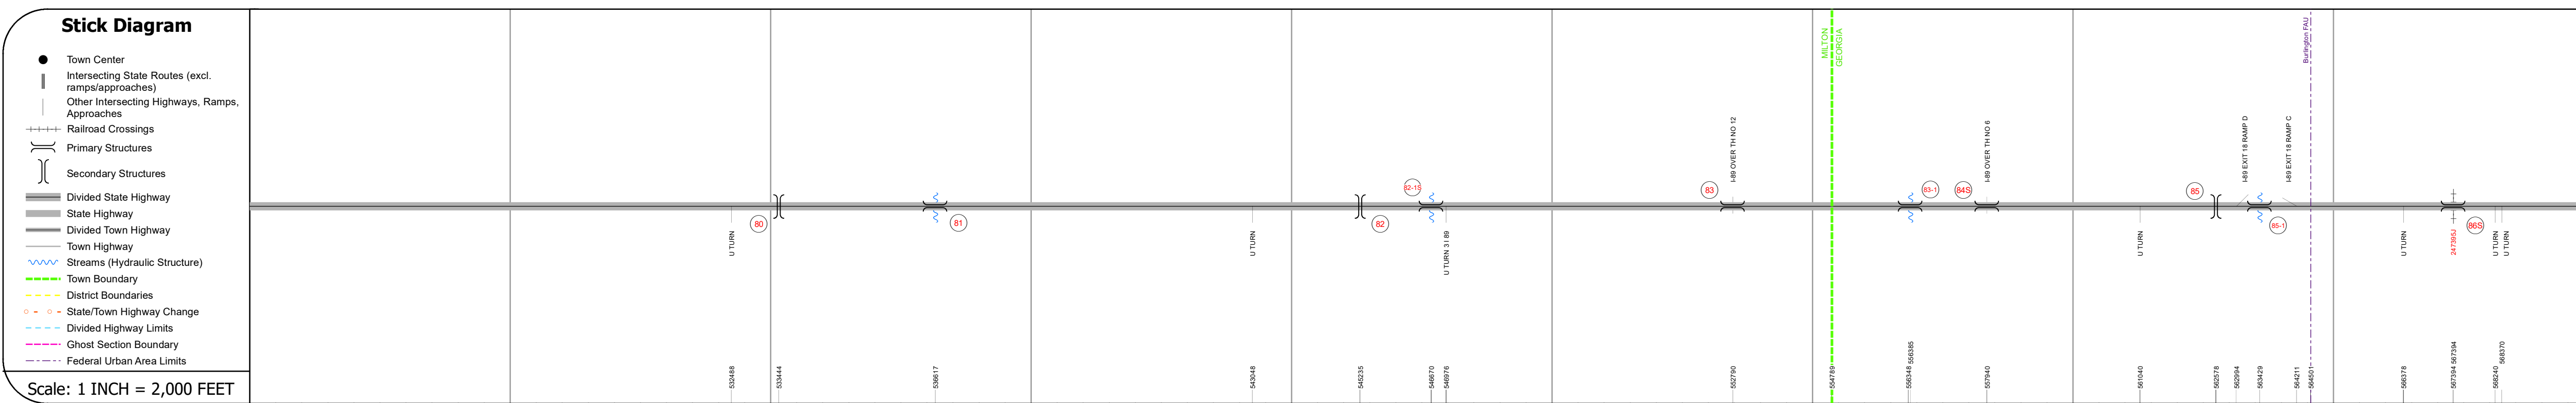 Stick Diagram
Town Center
Intersecting State Routes (excl.
ramps/approaches)
Other Intersecting Highways, Ramps,
Approaches
Railroad Crossings
Primary Structures
Secondary Structures
Divided State Highway
State Highway
Divided Town Highway
Town Highway
Streams (Hydraulic Structure)
Town Boundary
District Boundaries
State/Town Highway Change
Divided Highway Limits
Ghost Section Boundary
Federal Urban Area Limits
Scale: 1 INCH = 2,000 FEET
MILTON
GEORGIA
Burlington FAU
I-89 OVER TH NO 12
I-89 OVER TH NO 6
I-89 EXIT 18 RAMP D
I-89 EXIT 18 RAMP C
80
81
82
82-1S
83
83-1
84S
85
85-1
86S
U TURN
U TURN
U TURN 3 I 89
U TURN
U TURN
247395J
U TURN
U TURN
532488
533444
536617
543048
545235
546670
546976
552790
554789
556348
556385
557940
561040
562578
562994
563429
564211
564501
566378
567394
567394
568240
568370